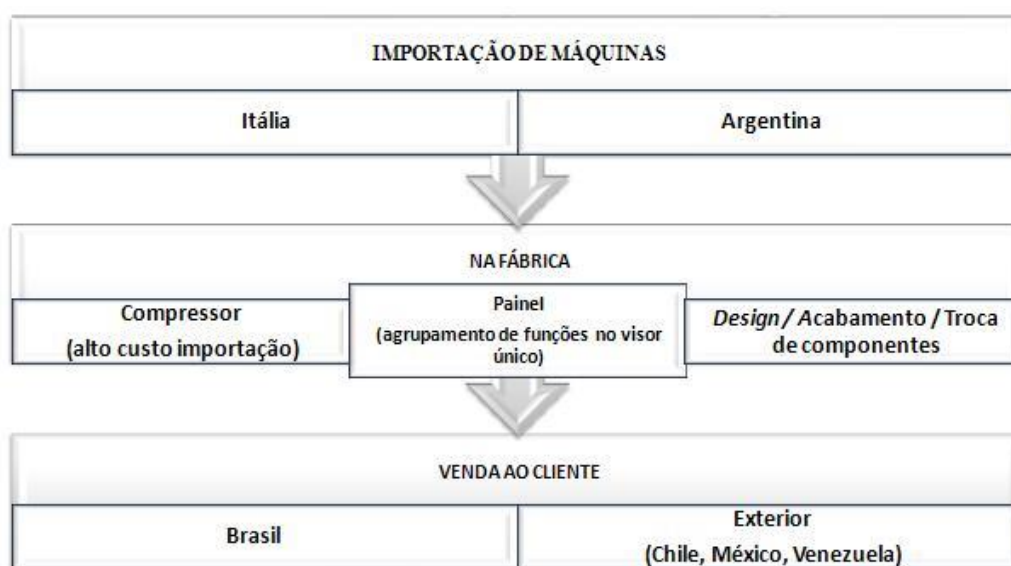 IMPORTAÇÃO DE MÁQUINAS
Itália
Argentina
NA FÁBRICA
Compressor
(alto custo importação)
Painel
(agrupamento de funções no visor
único)
Design / Acabamento / Troca
de componentes
VENDA AO CLIENTE
Brasil
Exterior
(Chile, México, Venezuela)